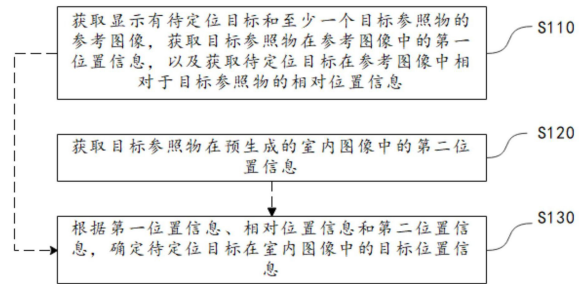 获取显示有待定位目标和至少一个目标参照物的
参考图像，获取目标参照物在参考图像中的第一
位置信息，以及获取待定位目标在参考图像中相
对于目标参照物的相对位置信息
S110
获取目标参照物在预生成的室内图像中的第二位
置信息
S120
根据第一位置信息、相对位置信息和第二位置信
息，确定待定位目标在室内图像中的目标位置信
息
S130